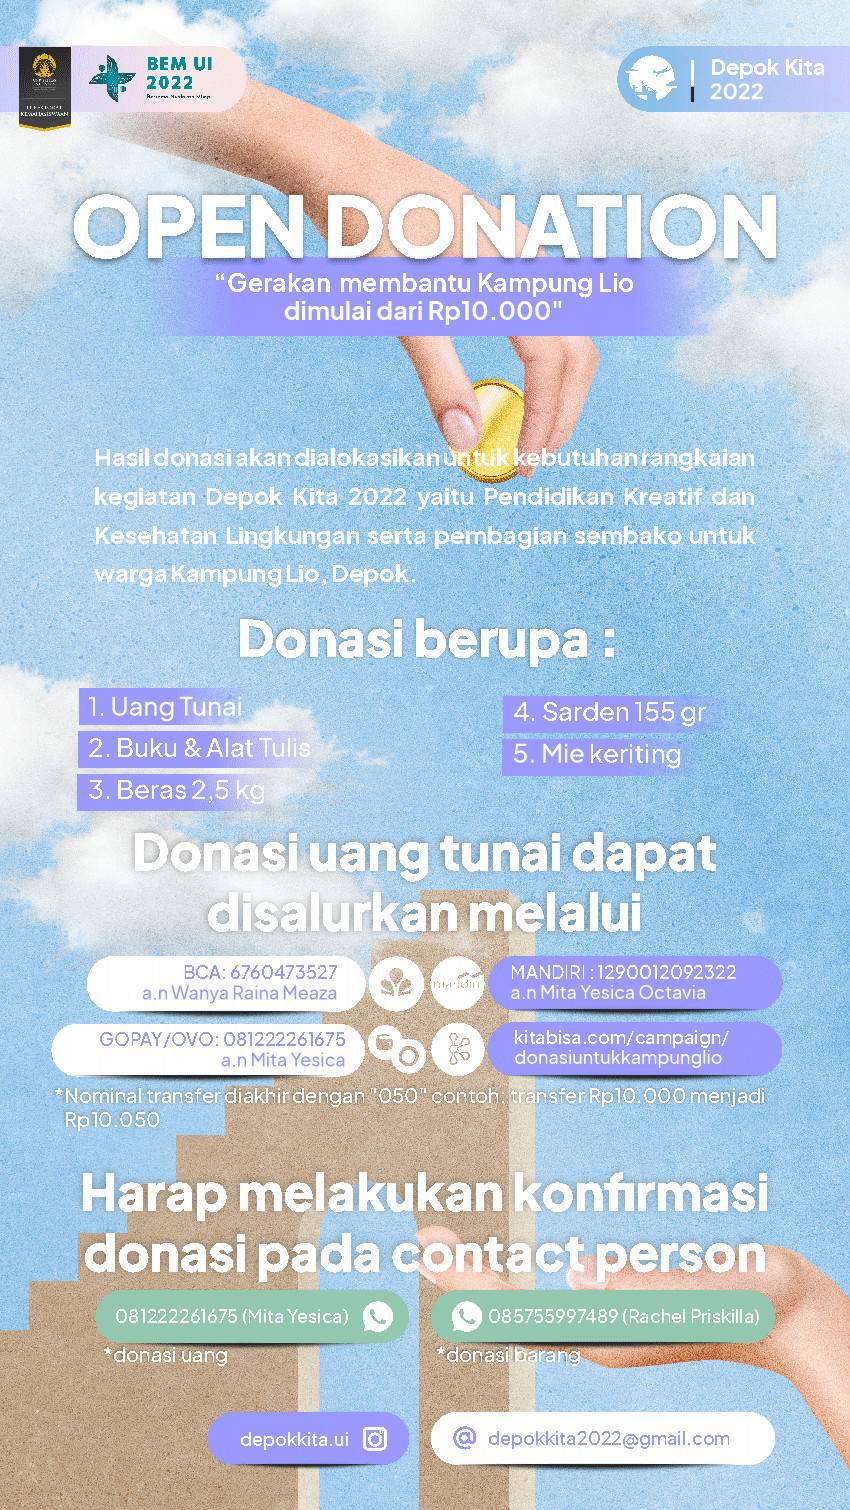 BEM UI
2022
Depok Kita
2022
DIREKTORAT
KEMAHASISWAAN
OPEN DONATION
“Gerakan membantu Kampung Lio
dimulai dari Rp10.000"
Hasil donasi akan dialokasikan untuk kebutuhan rangkaian
kegiatan Depok Kita 2022 yaitu Pendidikan Kreatif dan
Kesehatan Lingkungan serta pembagian sembako untuk
warga Kampung Lio, Depok.
Donasi berupa :
1. Uang Tunai
2. Buku & Alat Tulis
3. Beras 2,5 kg
4. Sarden 155 gr
5. Mie keriting
Donasi uang tunai dapat
disalurkan melalui
BCA: 6760473527
a.n Wanya Raina Meaza
mandiri
MANDIRI : 1290012092322
a.n Mita Yesica Octavia
GOPAY/OVO: 081222261675
a.n Mita Yesica
kitabisa.com/campaign/
donasiuntukkampunglio
*Nominal transfer diakhir dengan "050" contoh: transfer Rp10.000 menjadi
Rp10.050
Harap melakukan konfirmasi
donasi pada contact person
081222261675 (Mita Yesica)
*donasi uang
085755997489 (Rachel Priskilla)
*donasi barang
depokkita.ui
@ depokkita2022@gmail.com